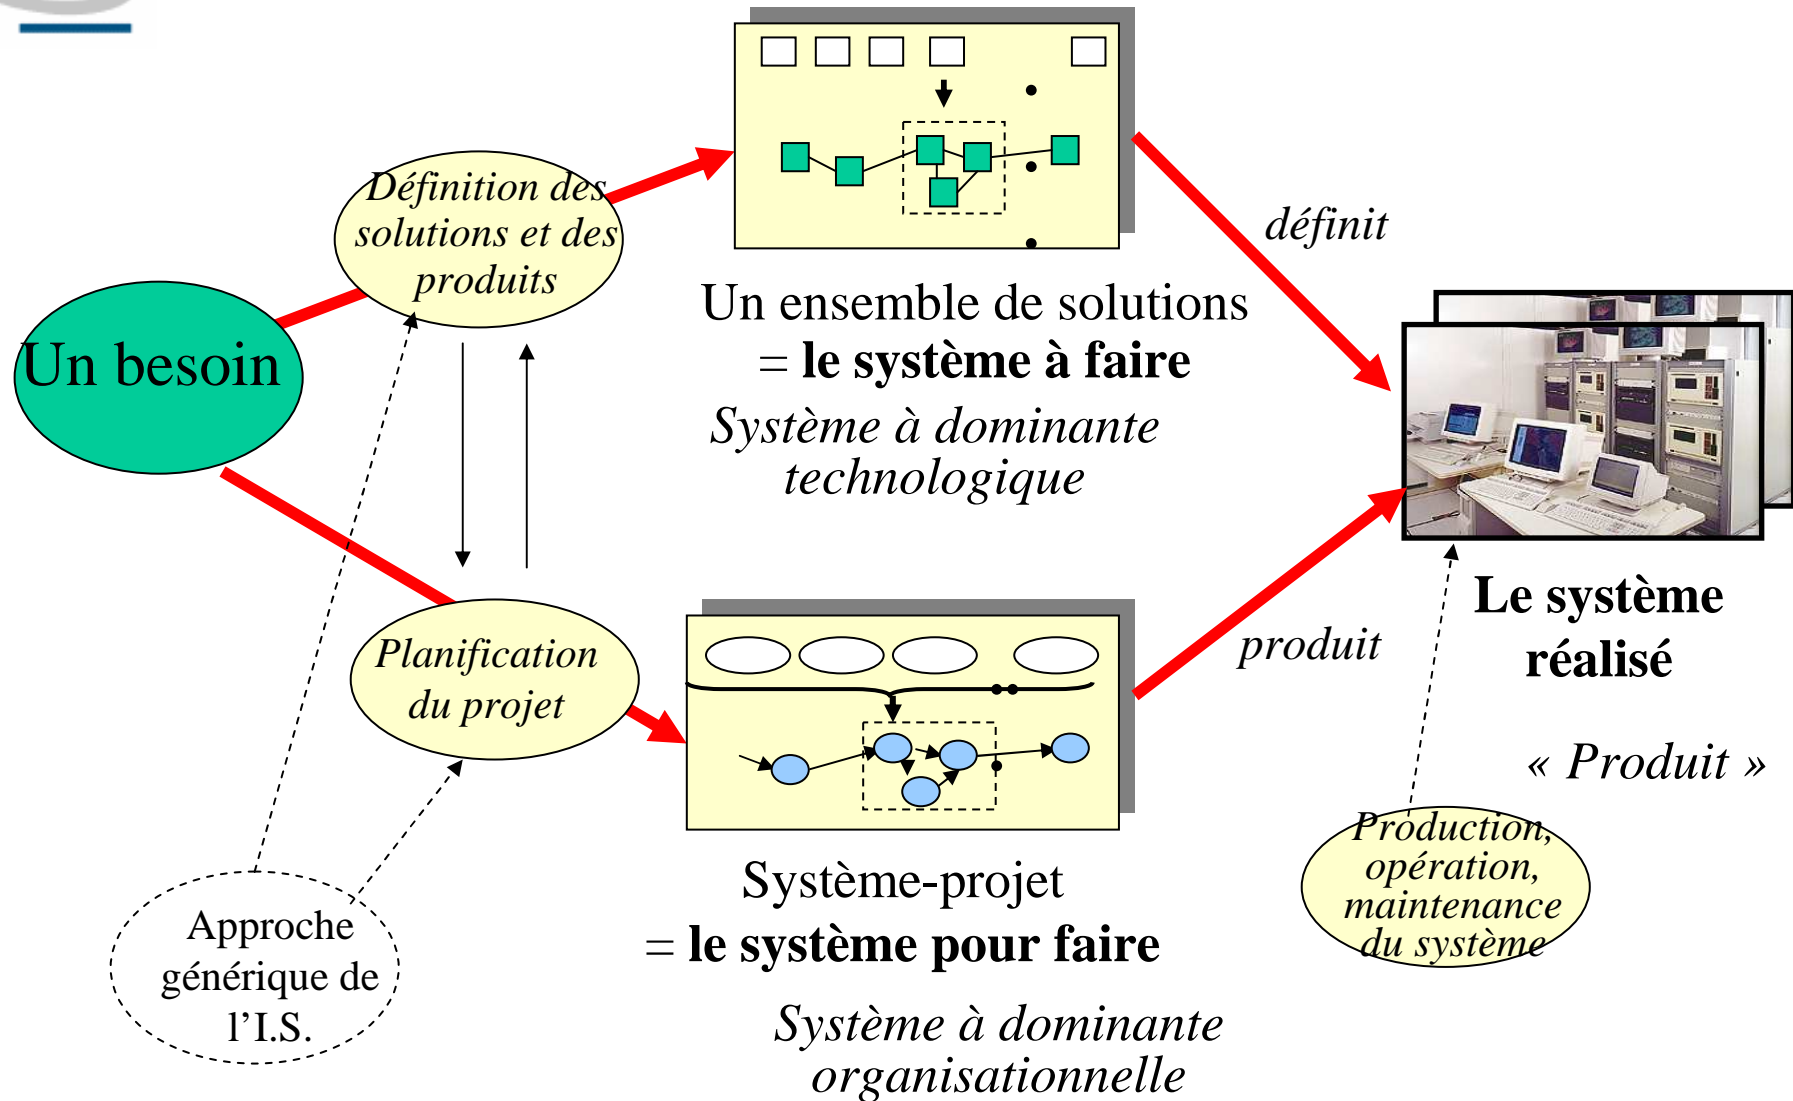 Définition des
solutions et des
produits
Un besoin
définit
Un ensemble de solutions
= le système à faire
Système à dominante
technologique
Planification
du projet
produit
Le système
réalisé
« Produit »
Production,
opération,
maintenance
du système
Système-projet
= le système pour faire
Système à dominante
organisationnelle
Approche
générique de
l’I.S.